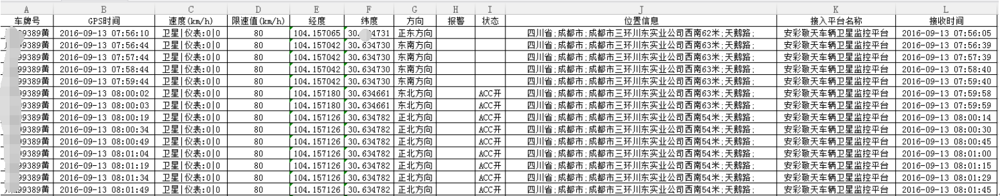 A B C D E F G H I J K L
车牌号 GPS时间 速度(km/h) 限速值(km/h) 经度 纬度 方向 报警 状态 位置信息 接入平台名称 接收时间
99389黄 2016-09-13 07:56:10 卫星|仪表:0|0 80 104.157065 30. 4731 正东方向 四川省;成都市;成都市三环川东实业公司西南62米;天鹅路; 安彩敬天车辆卫星监控平台 2016-09-13 07:56:05
99389黄 2016-09-13 07:56:44 卫星|仪表:0|0 80 104.157042 30.634730 东南方向 四川省;成都市;成都市三环川东实业公司西南63米;天鹅路; 安彩敬天车辆卫星监控平台 2016-09-13 07:56:39
99389黄 2016-09-13 07:57:44 卫星|仪表:0|0 80 104.157042 30.634730 东南方向 四川省;成都市;成都市三环川东实业公司西南63米;天鹅路; 安彩敬天车辆卫星监控平台 2016-09-13 07:57:39
99389黄 2016-09-13 07:58:44 卫星|仪表:0|0 80 104.157042 30.634730 东南方向 四川省;成都市;成都市三环川东实业公司西南63米;天鹅路; 安彩敬天车辆卫星监控平台 2016-09-13 07:58:40
99389黄 2016-09-13 07:59:44 卫星|仪表:0|0 80 104.157042 30.634730 东南方向 四川省;成都市;成都市三环川东实业公司西南63米;天鹅路; 安彩敬天车辆卫星监控平台 2016-09-13 07:59:40
99389黄 2016-09-13 08:00:02 卫星|仪表:0|0 80 104.157180 30.634661 东北方向 ACC开 四川省;成都市;成都市三环川东实业公司西南63米;天鹅路; 安彩敬天车辆卫星监控平台 2016-09-13 07:59:58
99389黄 2016-09-13 08:00:03 卫星|仪表:0|0 80 104.157180 30.634661 东北方向 ACC开 四川省;成都市;成都市三环川东实业公司西南63米;天鹅路; 安彩敬天车辆卫星监控平台 2016-09-13 07:59:59
99389黄 2016-09-13 08:00:19 卫星|仪表:0|0 80 104.157126 30.634782 正北方向 ACC开 四川省;成都市;成都市三环川东实业公司西南54米;天鹅路; 安彩敬天车辆卫星监控平台 2016-09-13 08:00:14
99389黄 2016-09-13 08:00:34 卫星|仪表:0|0 80 104.157126 30.634782 正北方向 ACC开 四川省;成都市;成都市三环川东实业公司西南54米;天鹅路; 安彩敬天车辆卫星监控平台 2016-09-13 08:00:30
99389黄 2016-09-13 08:00:49 卫星|仪表:0|0 80 104.157126 30.634782 正北方向 ACC开 四川省;成都市;成都市三环川东实业公司西南54米;天鹅路; 安彩敬天车辆卫星监控平台 2016-09-13 08:00:45
99389黄 2016-09-13 08:01:04 卫星|仪表:0|0 80 104.157126 30.634782 正北方向 ACC开 四川省;成都市;成都市三环川东实业公司西南54米;天鹅路; 安彩敬天车辆卫星监控平台 2016-09-13 08:01:00
99389黄 2016-09-13 08:01:19 卫星|仪表:0|0 80 104.157126 30.634782 正北方向 ACC开 四川省;成都市;成都市三环川东实业公司西南54米;天鹅路; 安彩敬天车辆卫星监控平台 2016-09-13 08:01:15
99389黄 2016-09-13 08:01:34 卫星|仪表:0|0 80 104.157126 30.634782 正北方向 ACC开 四川省;成都市;成都市三环川东实业公司西南54米;天鹅路; 安彩敬天车辆卫星监控平台 2016-09-13 08:01:29
99389黄 2016-09-13 08:01:49 卫星|仪表:0|0 80 104.157126 30.634782 正北方向 ACC开 四川省;成都市;成都市三环川东实业公司西南54米;天鹅路; 安彩敬天车辆卫星监控平台 2016-09-13 08:01:45